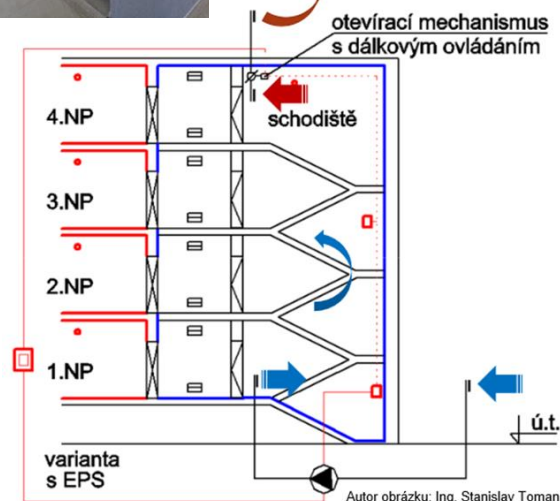 otevírací mechanismus
s dálkovým ovládáním
schodiště
4.NP
3.NP
2.NP
1.NP
ú.t.
varianta
s EPS
Autor obrázku: Ing. Stanislav Toman